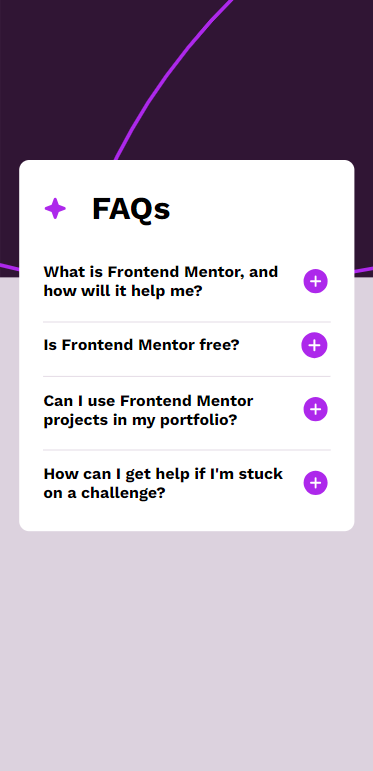 FAQs
What is Frontend Mentor, and
how will it help me?
Is Frontend Mentor free?
Can I use Frontend Mentor
projects in my portfolio?
How can I get help if I'm stuck
on a challenge?